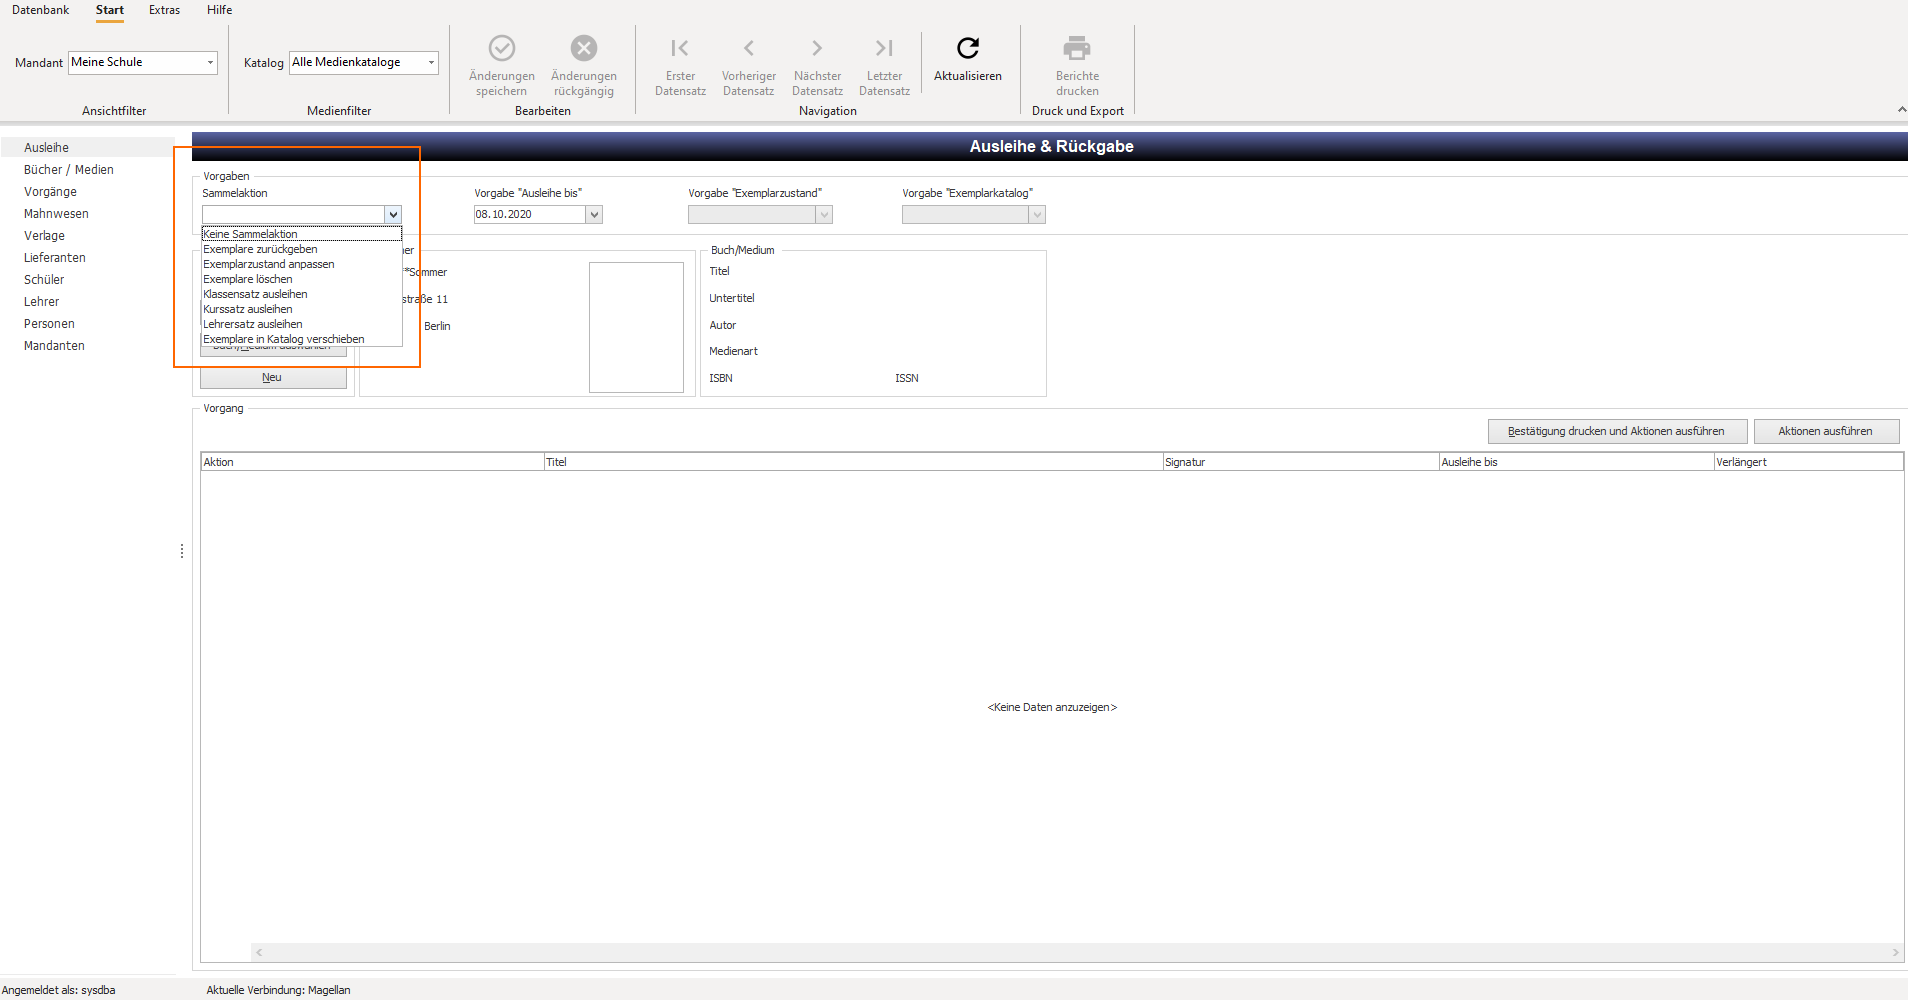 Datenbank Start Extras Hilfe
Mandant Meine Schule
Ansichtfilter
Katalog Alle Medienkataloge
Medienfilter
Änderungen speichern
Änderungen rückgängig
Bearbeiten
Erster Datensatz
Vorheriger Datensatz
Nächster Datensatz
Letzter Datensatz
Navigation
Aktualisieren
Berichte drucken
Druck und Export
Ausleihe
Bücher / Medien
Vorgänge
Mahnwesen
Verlage
Lieferanten
Schüler
Lehrer
Personen
Mandanten
Ausleihe & Rückgabe
Vorgaben
Sammelaktion
Vorgabe "Ausleihe bis"
Vorgabe "Exemplarzustand"
Vorgabe "Exemplarkatalog"
08.10.2020
Keine Sammelaktion
Exemplare zurückgeben
Exemplarzustand anpassen
Exemplare löschen
Klassensatz ausleihen
Kurssatz ausleihen
Lehrersatz ausleihen
Exemplare in Katalog verschieben
Neu
Sommer
straße 11
Berlin
Buch/Medium
Titel
Untertitel
Autor
Medienart
ISBN ISSN
Vorgang
Bestätigung drucken und Aktionen ausführen
Aktionen ausführen
Aktion Titel Signatur Ausleihe bis Verlängert
<Keine Daten anzuzeigen>
Angemeldet als: sysdba Aktuelle Verbindung: Magellan